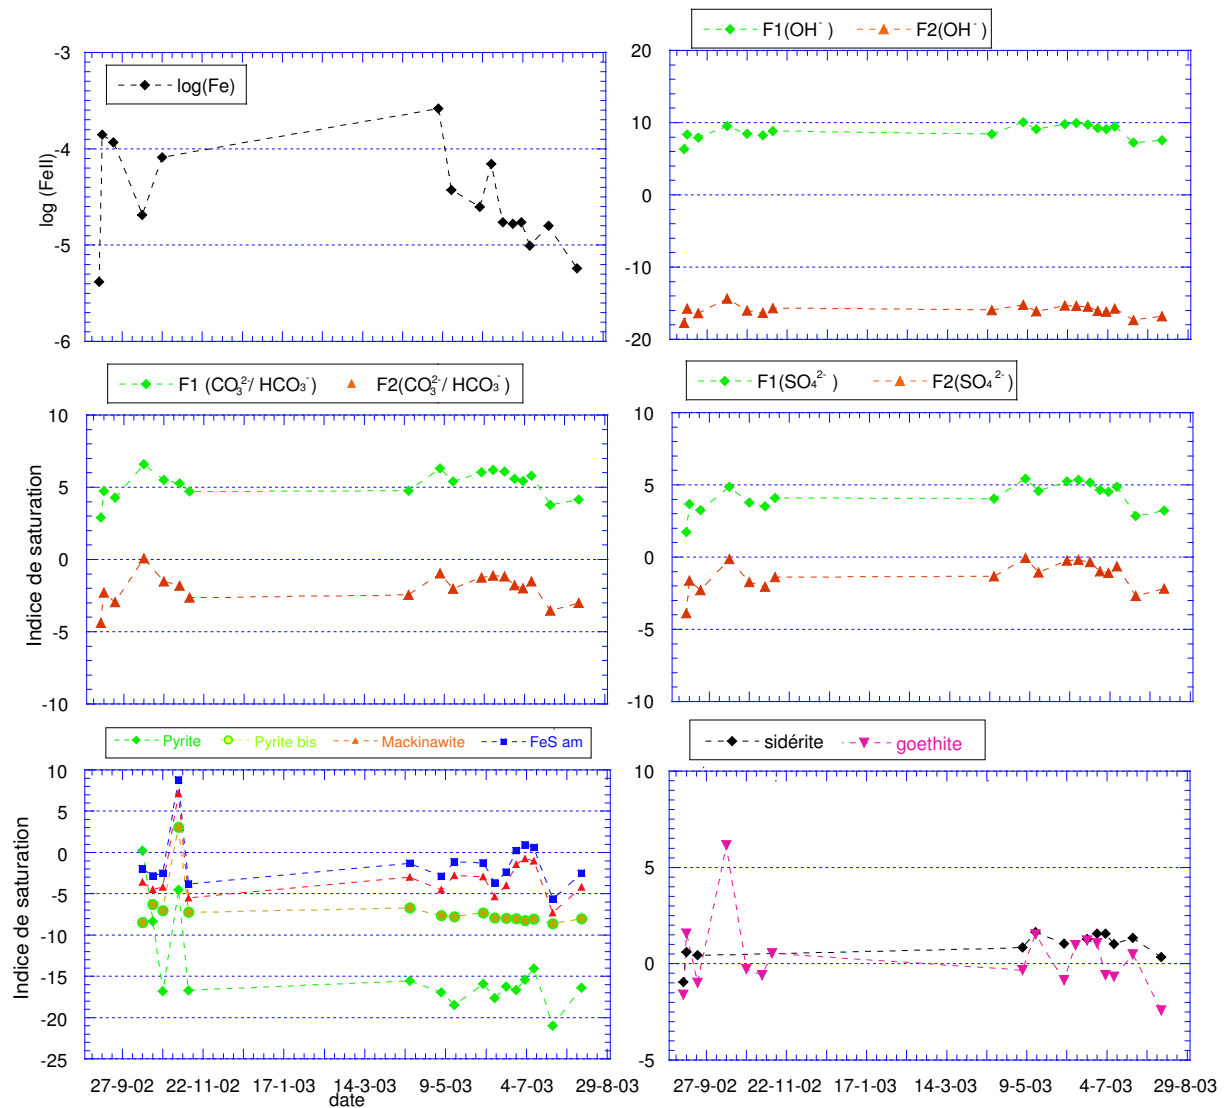 log(Fe)
-3
-4
-5
-6
log (FeII)
F1(OH⁻) F2(OH⁻)
20
10
0
-10
-20
F1 (CO₃²⁻/ HCO₃⁻) F2(CO₃²⁻/ HCO₃⁻)
10
5
0
-5
-10
Indice de saturation
F1(SO₄²⁻) F2(SO₄²⁻)
10
5
0
-5
-10
Pyrite Pyrite bis Mackinawite FeS am
10
5
0
-5
-10
-15
-20
-25
Indice de saturation
27-9-02 22-11-02 17-1-03 14-3-03 9-5-03 4-7-03 29-8-03
date
sidérite goethite
10
5
0
-5
27-9-02 22-11-02 17-1-03 14-3-03 9-5-03 4-7-03 29-8-03